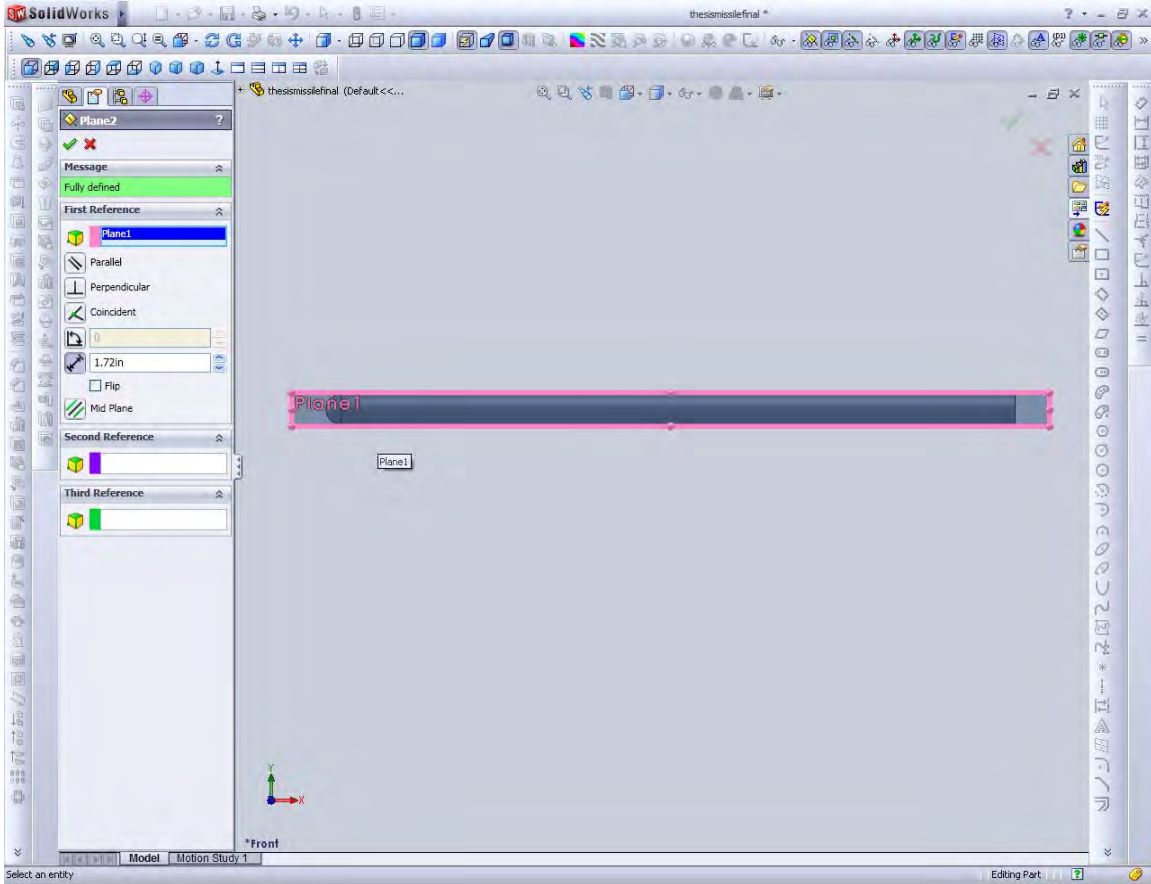 SolidWorks
thesismissilefinal *
thesismissilefinal (Default<<...
Plane2
?
Message
Fully defined
First Reference
Plane1
Parallel
Perpendicular
Coincident
0
1.72in
Flip
Mid Plane
Second Reference
Third Reference
Plane1
Plane1
Y
X
*Front
Model
Motion Study 1
Select an entity
Editing Part